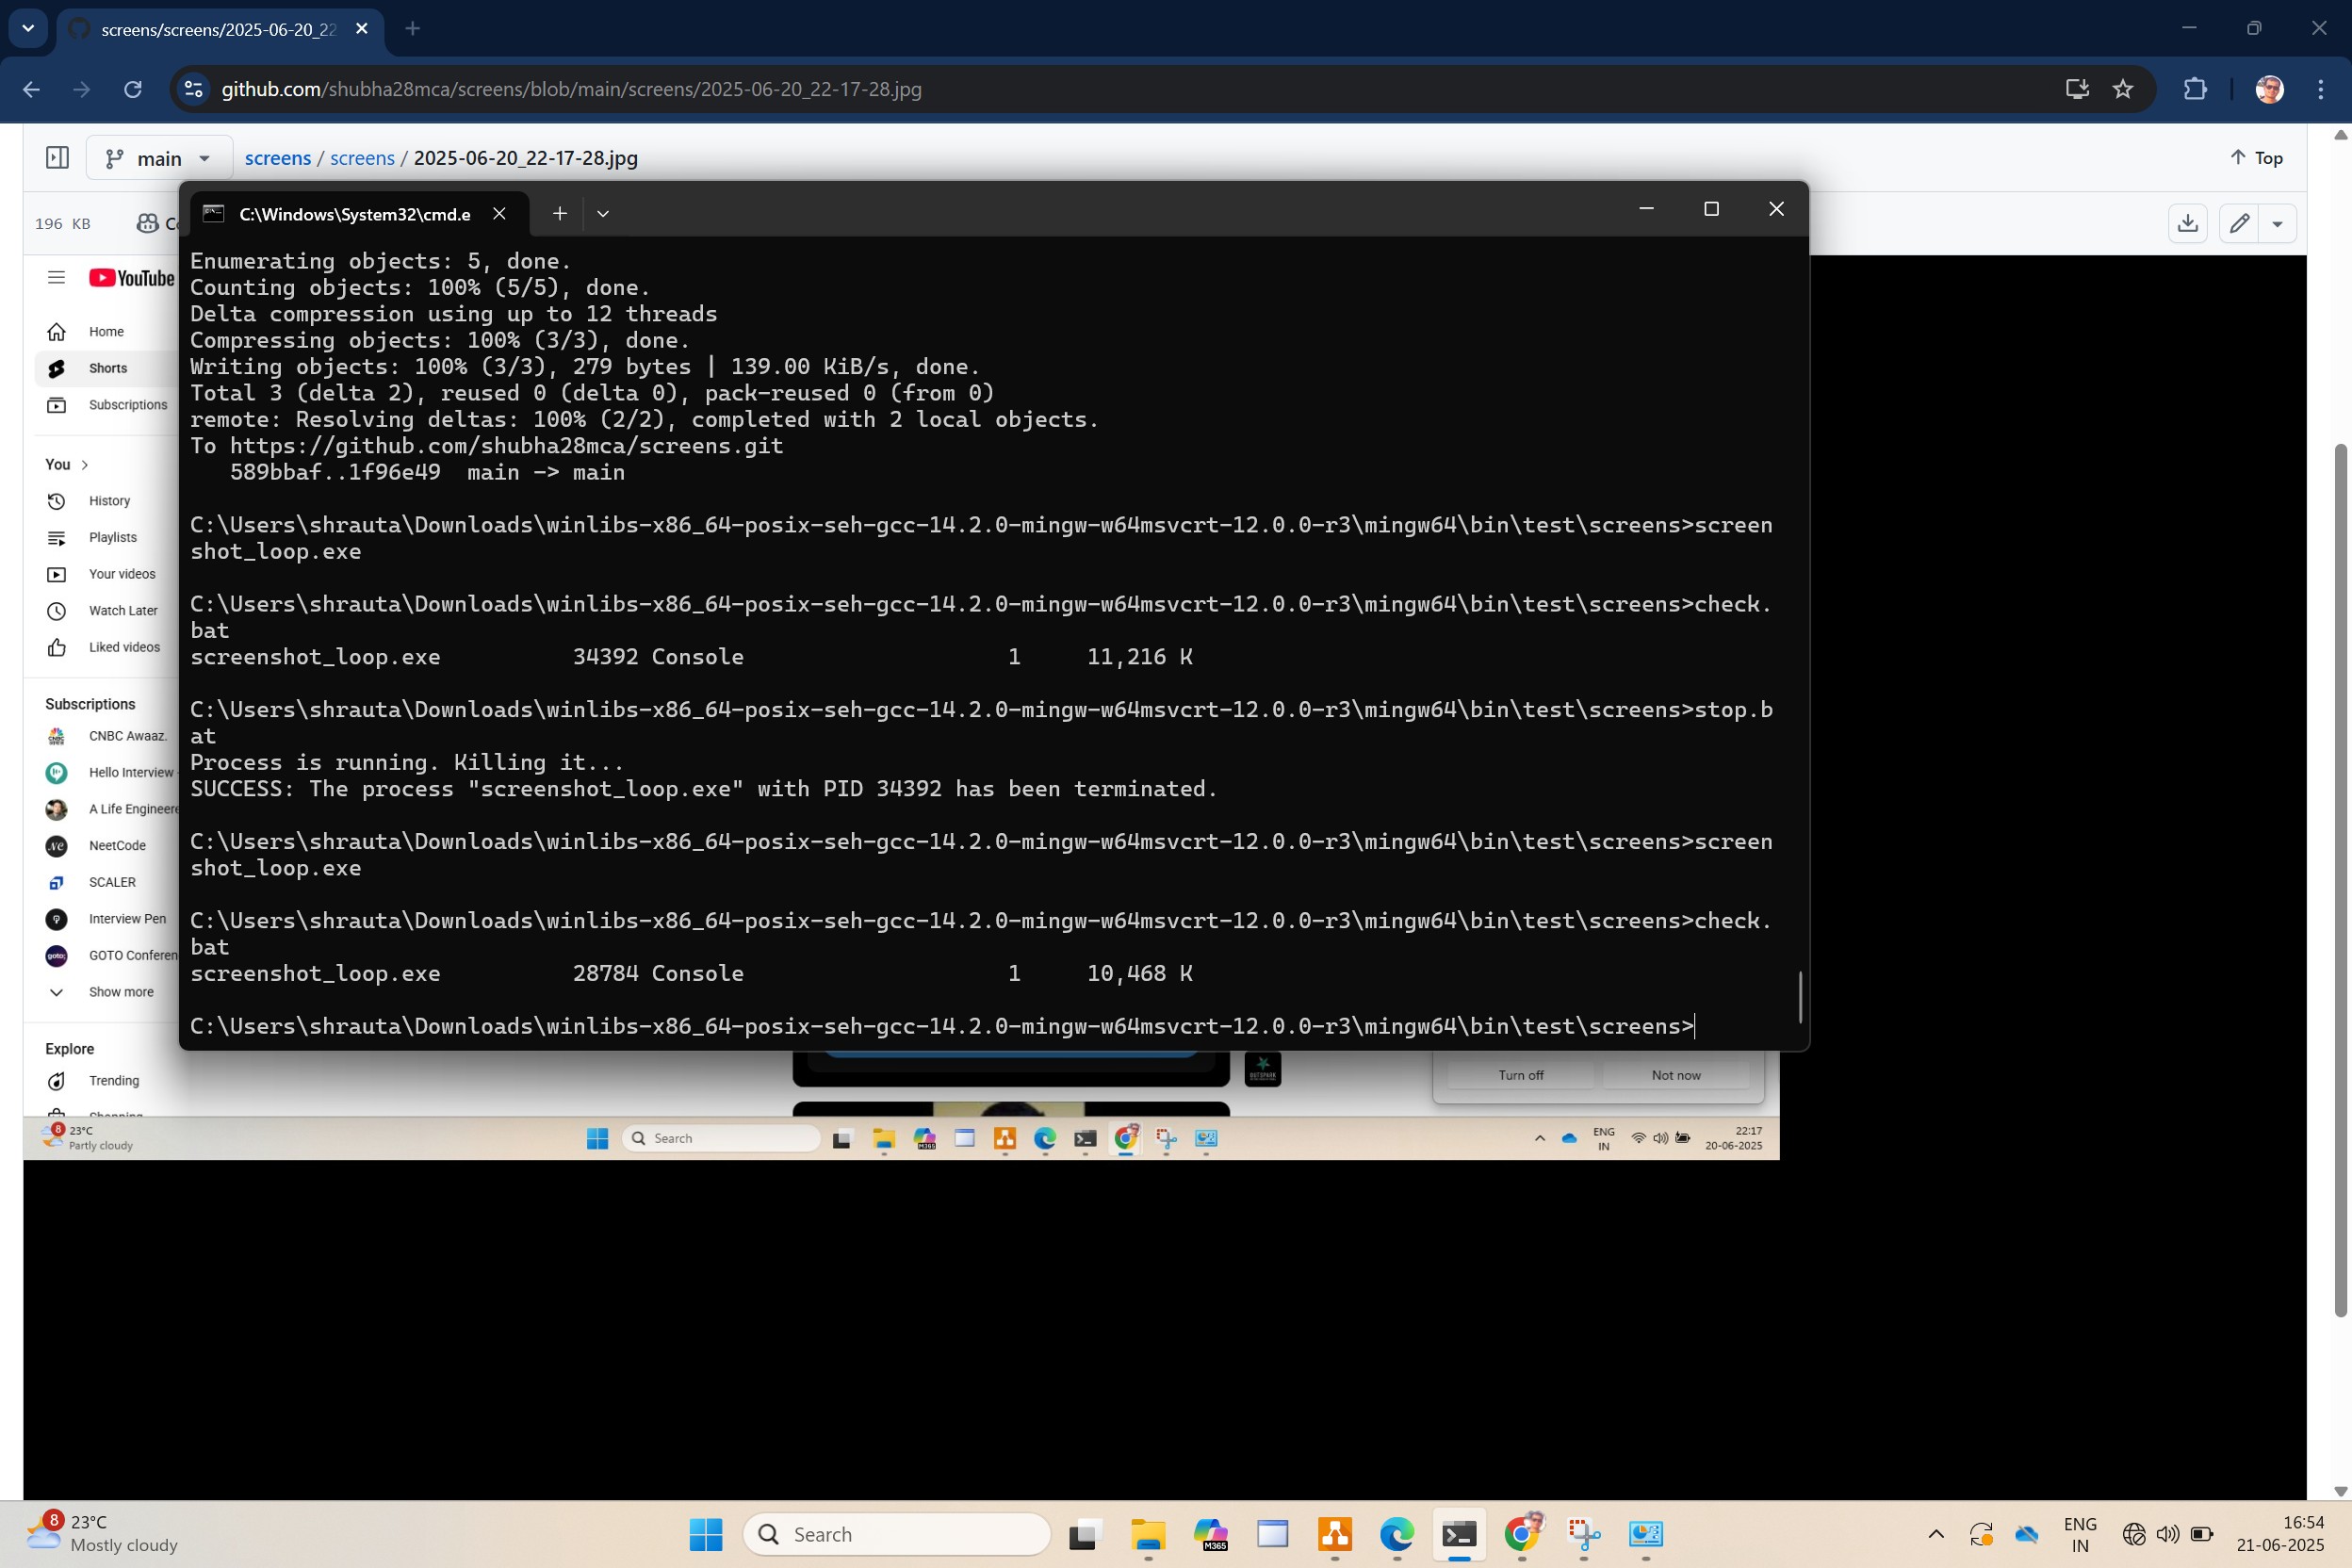 screens/screens/2025-06-20_22
github.com/shubha28mca/screens/blob/main/screens/2025-06-20_22-17-28.jpg
main
screens / screens / 2025-06-20_22-17-28.jpg
Top
196 KB
C:\Windows\System32\cmd.e
YouTube
Home
Shorts
Subscriptions
You
History
Playlists
Your videos
Watch Later
Liked videos
Subscriptions
CNBC Awaaz.
Hello Interview
A Life Engineere
NeetCode
SCALER
Interview Pen
GOTO Conferen
Show more
Explore
Trending
Enumerating objects: 5, done.
Counting objects: 100% (5/5), done.
Delta compression using up to 12 threads
Compressing objects: 100% (3/3), done.
Writing objects: 100% (3/3), 279 bytes | 139.00 KiB/s, done.
Total 3 (delta 2), reused 0 (delta 0), pack-reused 0 (from 0)
remote: Resolving deltas: 100% (2/2), completed with 2 local objects.
To https://github.com/shubha28mca/screens.git
589bbaf..1f96e49 main -> main
C:\Users\shrauta\Downloads\winlibs-x86_64-posix-seh-gcc-14.2.0-mingw-w64msvcrt-12.0.0-r3\mingw64\bin\test\screens>screen
shot_loop.exe
C:\Users\shrauta\Downloads\winlibs-x86_64-posix-seh-gcc-14.2.0-mingw-w64msvcrt-12.0.0-r3\mingw64\bin\test\screens>check.
bat
screenshot_loop.exe 34392 Console 1 11,216 K
C:\Users\shrauta\Downloads\winlibs-x86_64-posix-seh-gcc-14.2.0-mingw-w64msvcrt-12.0.0-r3\mingw64\bin\test\screens>stop.b
at
Process is running. Killing it...
SUCCESS: The process "screenshot_loop.exe" with PID 34392 has been terminated.
C:\Users\shrauta\Downloads\winlibs-x86_64-posix-seh-gcc-14.2.0-mingw-w64msvcrt-12.0.0-r3\mingw64\bin\test\screens>screen
shot_loop.exe
C:\Users\shrauta\Downloads\winlibs-x86_64-posix-seh-gcc-14.2.0-mingw-w64msvcrt-12.0.0-r3\mingw64\bin\test\screens>check.
bat
screenshot_loop.exe 28784 Console 1 10,468 K
C:\Users\shrauta\Downloads\winlibs-x86_64-posix-seh-gcc-14.2.0-mingw-w64msvcrt-12.0.0-r3\mingw64\bin\test\screens>
Turn off
Not now
8
23°C
Partly cloudy
Search
M365
ENG
IN
22:17
20-06-2025
8
23°C
Mostly cloudy
Search
M365
ENG
IN
16:54
21-06-2025